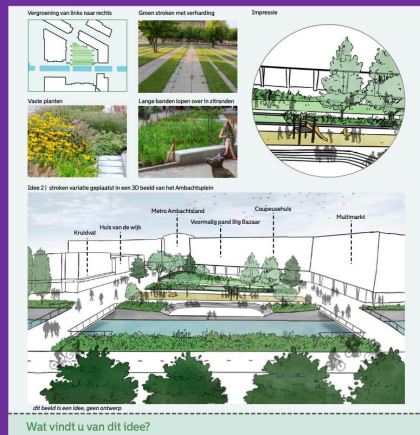 Vergroening van links naar rechts
Groen stroken met verharding
Impressie
Vaste planten
Lange banden lopen over in zitranden
Idee 2 | stroken variatie geplaatst in een 3D beeld van het Ambachtsplein
Kruidvat
Huis van de wijk
Metro Ambachtsland
Voormalig pand Big Bazaar
Coupeusehuis
Multimarkt
dit beeld is een idee, geen ontwerp
Wat vindt u van dit idee?